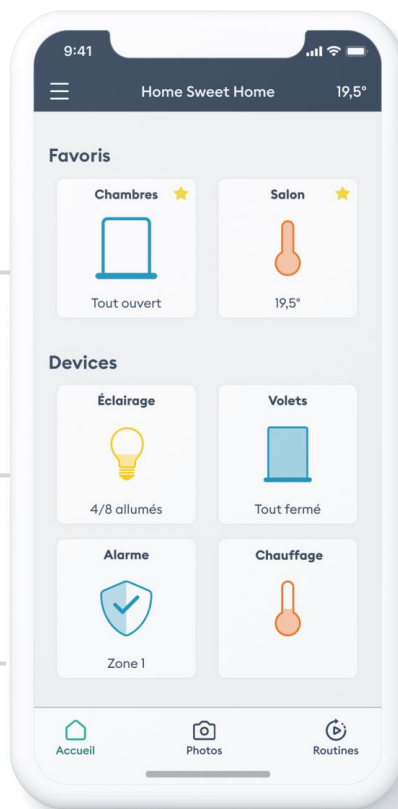 9:41
Home Sweet Home 19,5°
Favoris
Chambres Salon
Tout ouvert 19,5°
Devices
Éclairage Volets
4/8 allumés Tout fermé
Alarme Chauffage
Zone 1
Accueil Photos Routines